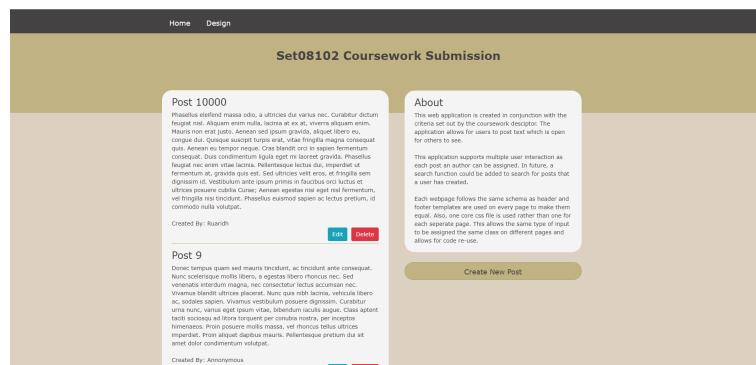 Home Design
Set08102 Coursework Submission
Post 10000
Phasellus eleifend massa odio, a ultricies dui varius nec. Curabitur dictum
feugiat nisl. Aliquam enim nulla, lacinia at ex at, viverra aliquam enim.
Mauris non erat justo. Aenean sed ipsum gravida, aliquet libero eu,
congue dui. Quisque suscipit turpis erat, vitae fringilla magna consequat
quis. Aenean eu tempor neque. Cras blandit orci in sapien fermentum
consequat. Duis condimentum ligula eget mi laoreet gravida. Phasellus
feugiat nec enim vitae lacinia. Pellentesque lectus dui, imperdiet ut
fermentum at, gravida quis est. Sed ultricies velit eros, et fringilla sem
dignissim id. Vestibulum ante ipsum primis in faucibus orci luctus et
ultrices posuere cubilia Curae; Aenean egestas nisi eget nisl fermentum,
vel fringilla nisi tincidunt. Phasellus euismod sapien ac lectus pretium, id
commodo nulla volutpat.
Created By: Ruaridh
Edit Delete
Post 9
Donec tempus quam sed mauris tincidunt, ac tincidunt ante consequat.
Nunc scelerisque mollis libero, a egestas libero rhoncus nec. Sed
venenatis interdum magna, nec consectetur lectus accumsan nec.
Vivamus blandit ultrices placerat. Nunc quis nibh lacinia, vehicula libero
ac, sodales sapien. Vivamus vestibulum posuere dignissim. Curabitur
urna nunc, varius eget ipsum vitae, bibendum iaculis augue. Class aptent
taciti sociosqu ad litora torquent per conubia nostra, per inceptos
himenaeos. Proin posuere mollis massa, vel rhoncus tellus ultrices
imperdiet. Proin aliquet dapibus mauris. Pellentesque pretium dui sit
amet dolor condimentum volutpat.
Created By: Annonymous
About
This web application is created in conjunction with the
criteria set out by the coursework desciptor. The
application allows for users to post text which is open
for others to see.
This application supports multiple user interaction as
each post an author can be assigned. In future, a
search function could be added to search for posts that
a user has created.
Each webpage follows the same schema as header and
footer templates are used on every page to make them
equal. Also, one core css file is used rather than one for
each seperate page. This allows the same type of input
to be assigned the same class on different pages and
allows for code re-use.
Create New Post